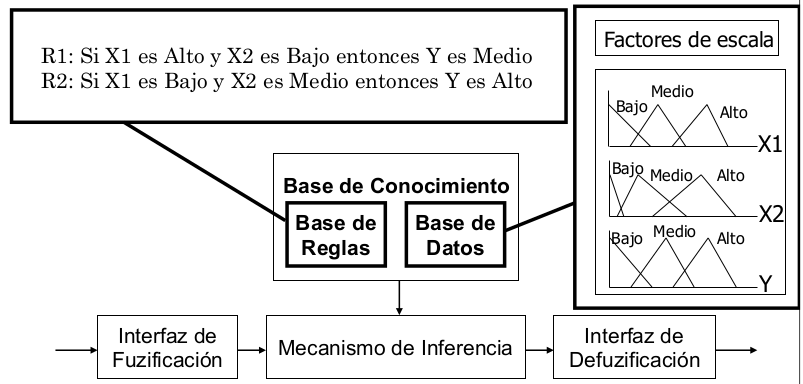 R1: Si X1 es Alto y X2 es Bajo entonces Y es Medio
R2: Si X1 es Bajo y X2 es Medio entonces Y es Alto
Factores de escala
Medio
Bajo
Alto
X1
Bajo
Medio
Alto
X2
Bajo
Medio
Alto
Y
Base de Conocimiento
Base de
Reglas
Base de
Datos
Interfaz de
Fuzificación
Mecanismo de Inferencia
Interfaz de
Defuzificación